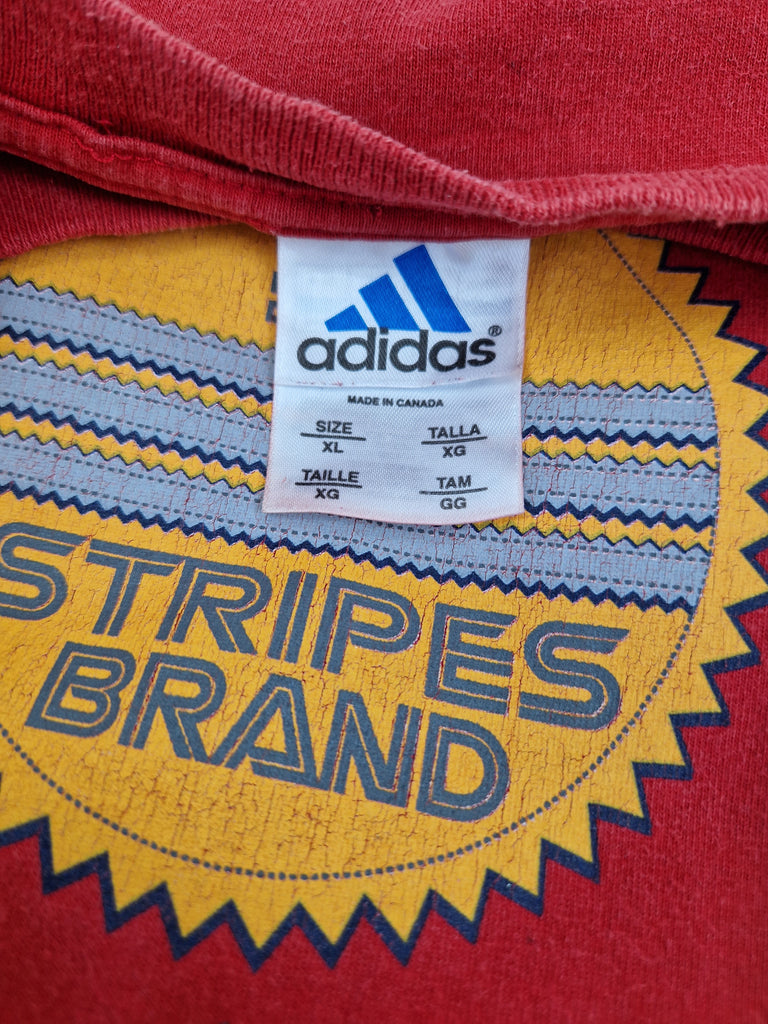 adidas®
MADE IN CANADA
SIZE TALLA
XL XG
TAILLE TAM
XG GG
STRIPES
BRAND